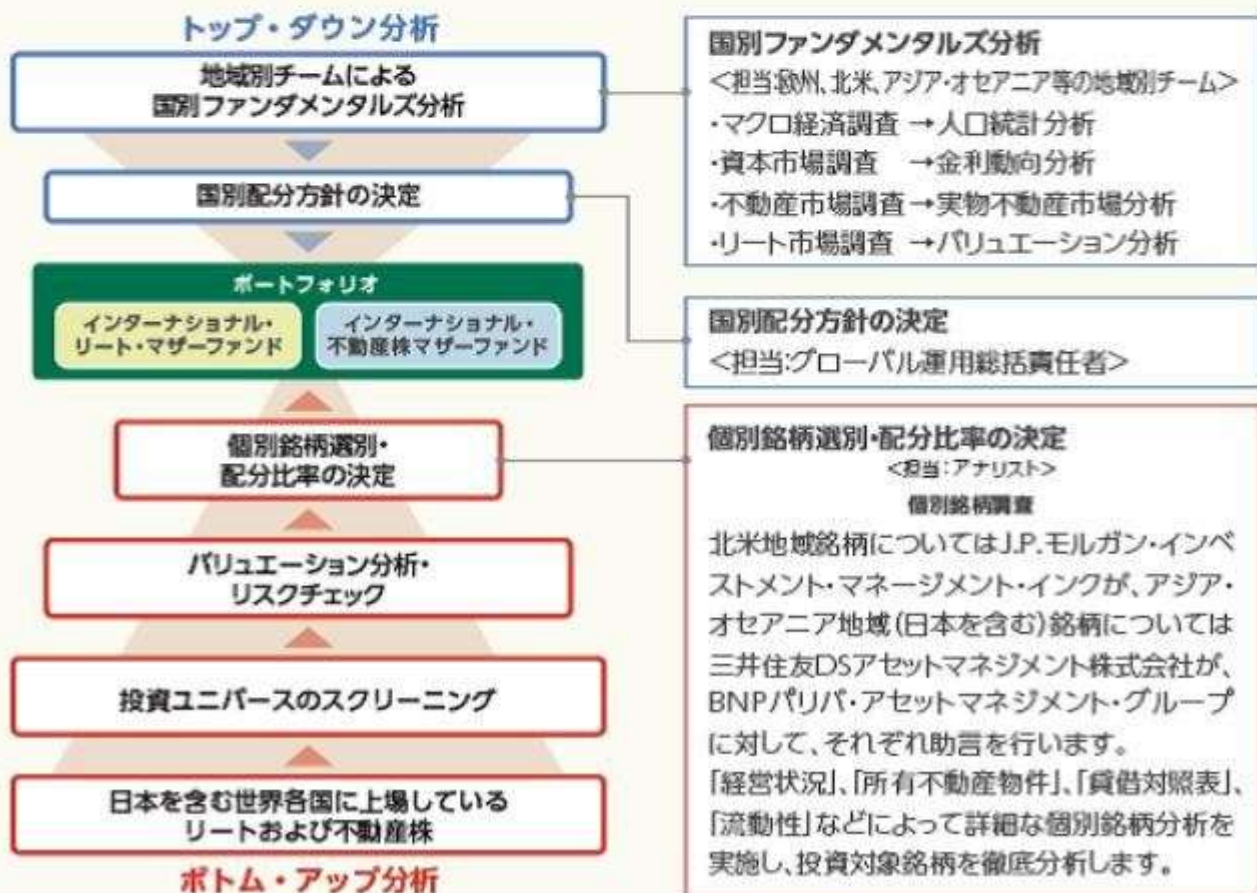 トップ・ダウン分析
地域別チームによる
国別ファンダメンタルズ分析
国別配分方針の決定
ポートフォリオ
インターナショナル・
リート・マザーファンド
インターナショナル・
不動産株マザーファンド
個別銘柄選別・
配分比率の決定
バリュエーション分析・
リスクチェック
投資ユニバースのスクリーニング
日本を含む世界各国に上場している
リートおよび不動産株
ボトム・アップ分析
国別ファンダメンタルズ分析
<担当:欧州、北米、アジア・オセアニア等の地域別チーム>
・マクロ経済調査 →人口統計分析
・資本市場調査 →金利動向分析
・不動産市場調査→実物不動産市場分析
・リート市場調査 →バリュエーション分析
国別配分方針の決定
<担当:グローバル運用総括責任者>
個別銘柄選別・配分比率の決定
<担当:アナリスト>
個別銘柄調査
北米地域銘柄についてはJ.P.モルガン・インベ
ストメント・マネージメント・インクが、アジア・
オセアニア地域(日本を含む)銘柄については
三井住友DSアセットマネジメント株式会社が、
BNPパリバ・アセットマネジメント・グループ
に対して、それぞれ助言を行います。
「経営状況」、「所有不動産物件」、「貸借対照表」、
「流動性」などによって詳細な個別銘柄分析を
実施し、投資対象銘柄を徹底分析します。